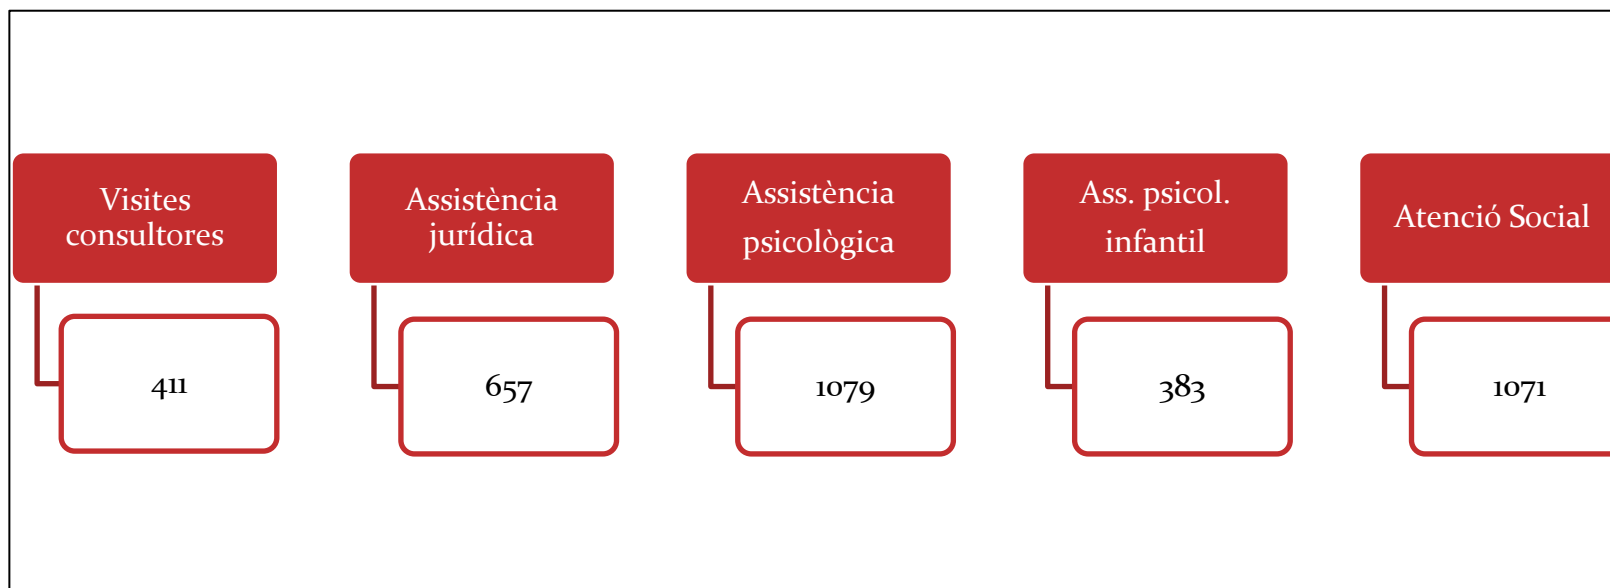 Visites
consultores
411
Assistència
jurídica
657
Assistència
psicològica
1079
Ass. psicol.
infantil
383
Atenció Social
1071